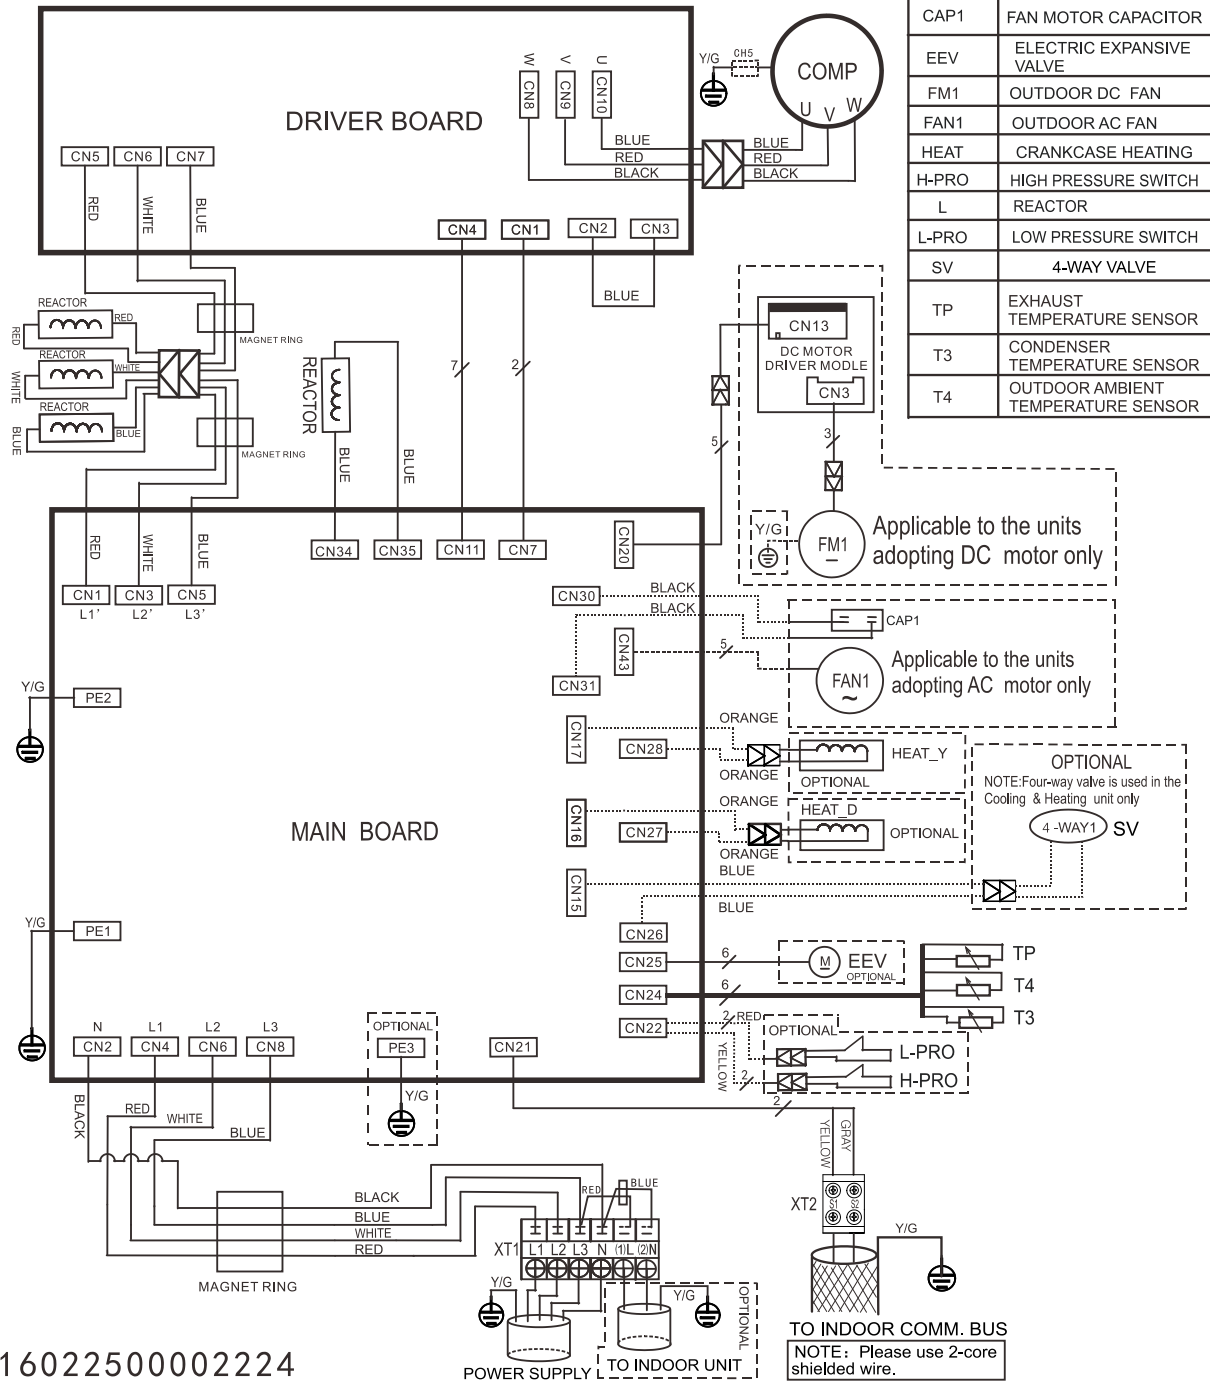 DRIVER BOARD
W
V
U
CN8
CN9
CN10
BLUE
RED
BLACK
BLUE
RED
BLACK
Y/G
CH5
COMP
U
V
W
CN5
CN6
CN7
RED
WHITE
BLUE
CN4
CN1
CN2
CN3
BLUE
CAP1 FAN MOTOR CAPACITOR
EEV ELECTRIC EXPANSIVE
VALVE
FM1 OUTDOOR DC FAN
FAN1 OUTDOOR AC FAN
HEAT CRANKCASE HEATING
H-PRO HIGH PRESSURE SWITCH
L REACTOR
L-PRO LOW PRESSURE SWITCH
SV 4-WAY VALVE
TP EXHAUST
TEMPERATURE SENSOR
T3 CONDENSER
TEMPERATURE SENSOR
T4 OUTDOOR AMBIENT
TEMPERATURE SENSOR
REACTOR
RED
RED
REACTOR
WHITE
WHITE
REACTOR
BLUE
BLUE
MAGNET RING
MAGNET RING
REACTOR
BLUE
BLUE
7
2
CN13
DC MOTOR
DRIVER MODLE
CN3
5
3
Y/G
FM1
Applicable to the units
adopting DC motor only
RED
WHITE
BLUE
CN1
CN3
CN5
L1'
L2'
L3'
CN34
CN35
CN11
CN7
CN20
CN30
BLACK
BLACK
CAP1
CN43
5
CN31
FAN1
Applicable to the units
adopting AC motor only
Y/G
PE2
CN17
CN28
ORANGE
ORANGE
HEAT_Y
OPTIONAL
MAIN BOARD
CN16
CN27
ORANGE
ORANGE
HEAT_D
OPTIONAL
OPTIONAL
NOTE:Four-way valve is used in the
Cooling & Heating unit only
4 -WAY1
SV
CN15
BLUE
BLUE
CN26
Y/G
PE1
CN25
6
M
EEV
OPTIONAL
CN24
6
TP
T4
T3
CN22
2
RED
YELLOW
2
OPTIONAL
L-PRO
H-PRO
N
L1
L2
L3
CN2
CN4
CN6
CN8
OPTIONAL
PE3
Y/G
CN21
2
BLACK
RED
WHITE
BLUE
BLACK
BLUE
WHITE
RED
MAGNET RING
RED
BLUE
XT1
L1 L2 L3 N (1)L (2)N
Y/G
POWER SUPPLY
Y/G
OPTIONAL
TO INDOOR UNIT
YELLOW
GRAY
XT2
Y/G
TO INDOOR COMM. BUS
NOTE: Please use 2-core
shielded wire.
16022500002224